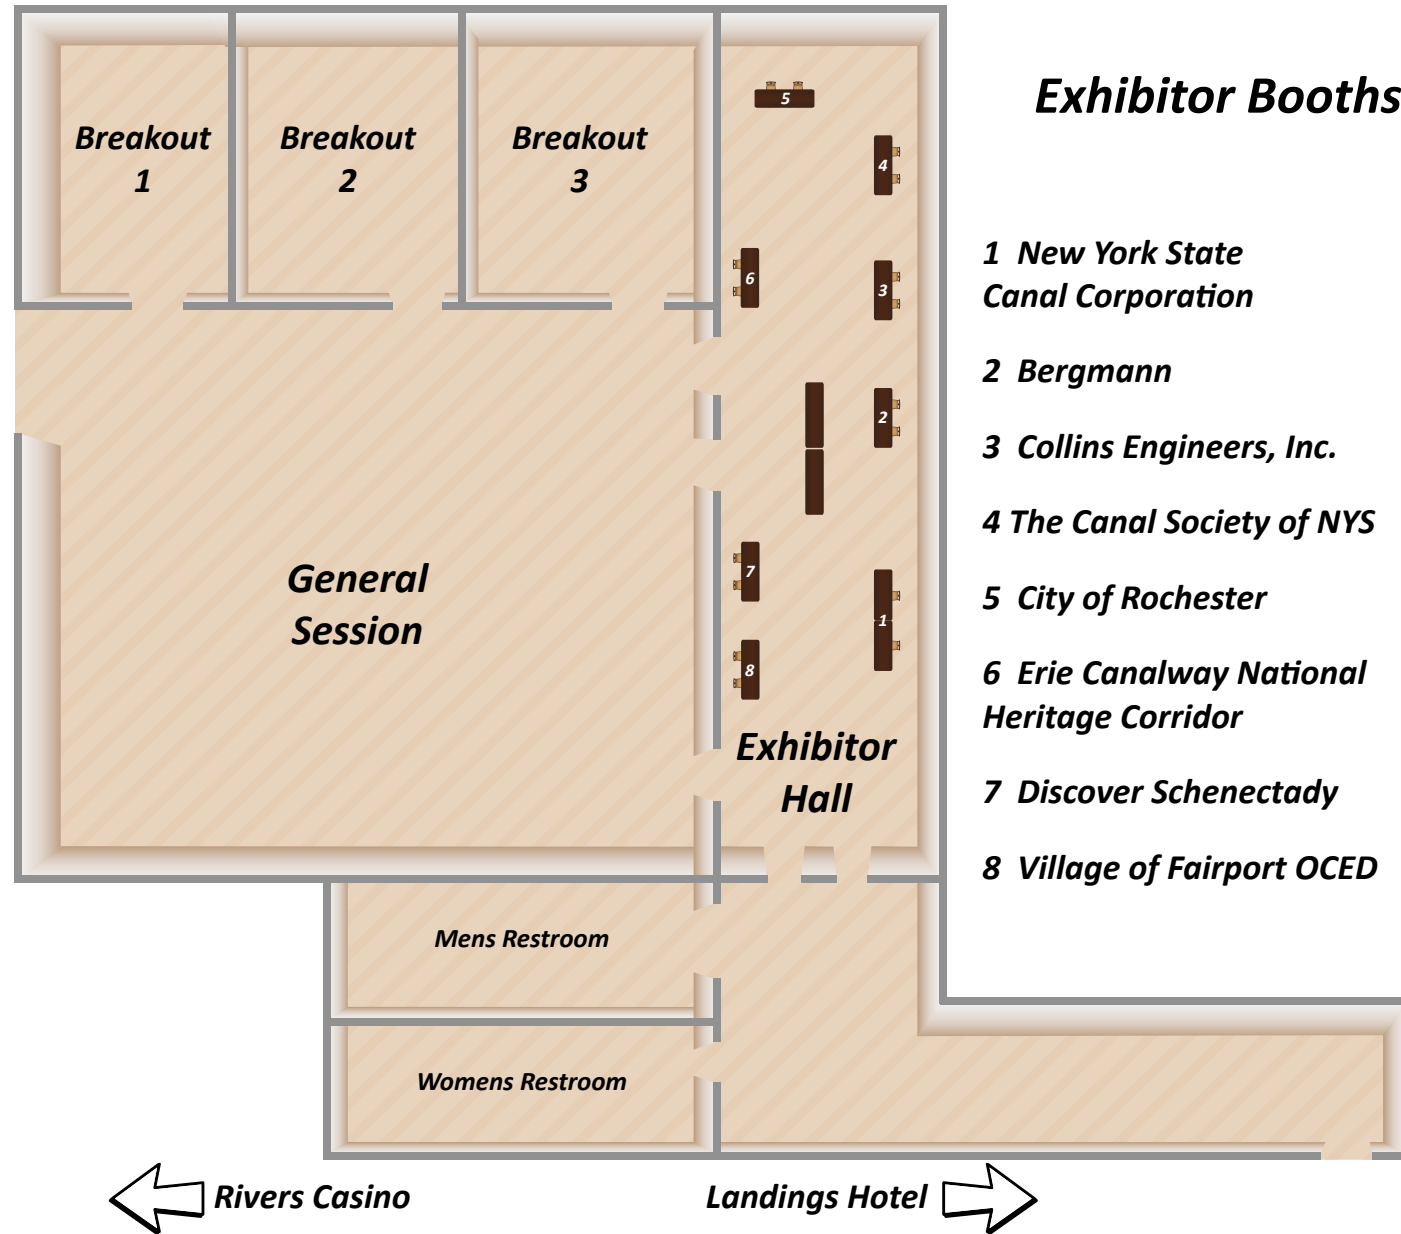 Exhibitor Booths
Breakout
1
Breakout
2
Breakout
3
5
4
6
3
2
7
1
8
General
Session
Exhibitor
Hall
1 New York State
Canal Corporation
2 Bergmann
3 Collins Engineers, Inc.
4 The Canal Society of NYS
5 City of Rochester
6 Erie Canalway National
Heritage Corridor
7 Discover Schenectady
8 Village of Fairport OCED
Mens Restroom
Womens Restroom
Rivers Casino
Landings Hotel